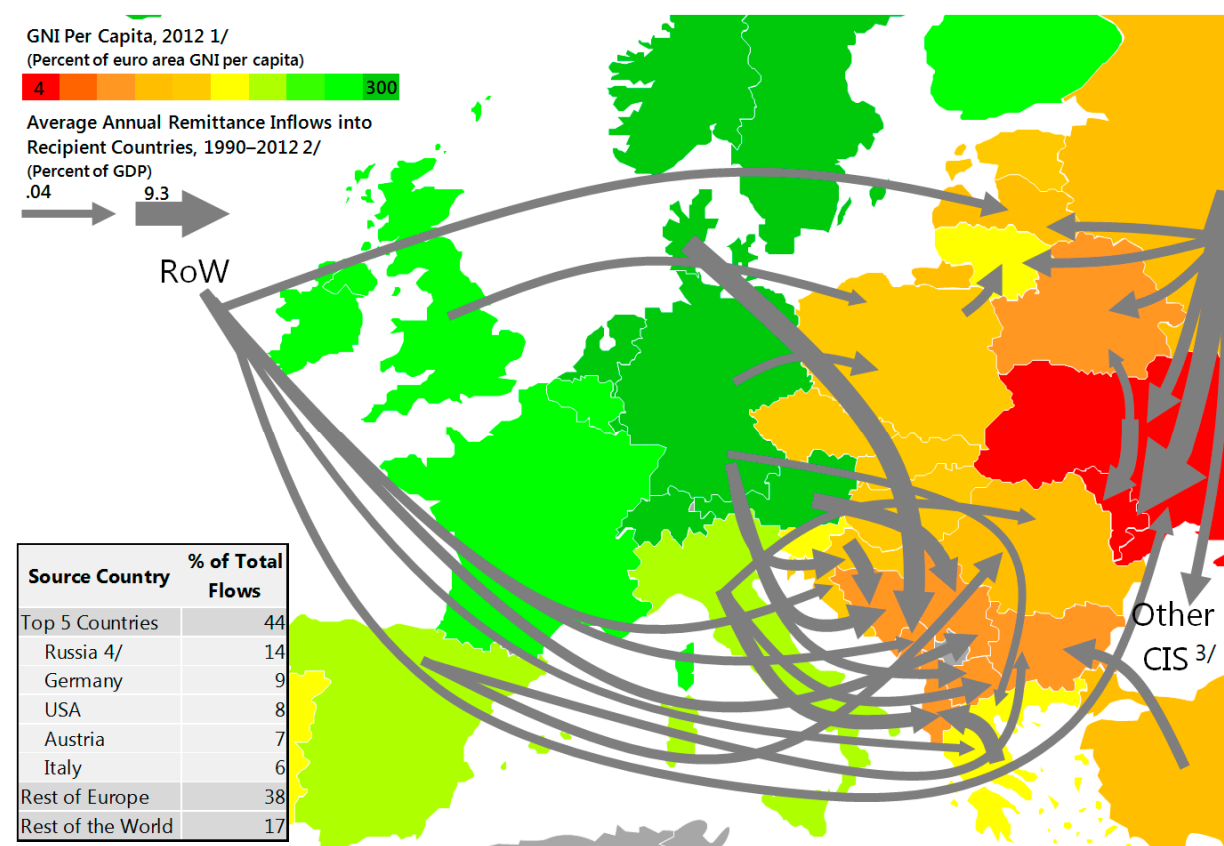 GNI Per Capita, 2012 1/
(Percent of euro area GNI per capita)
4 300
Average Annual Remittance Inflows into
Recipient Countries, 1990–2012 2/
(Percent of GDP)
.04 9.3
RoW
Other
CIS 3/
Source Country % of Total Flows
Top 5 Countries 44
Russia 4/ 14
Germany 9
USA 8
Austria 7
Italy 6
Rest of Europe 38
Rest of the World 17